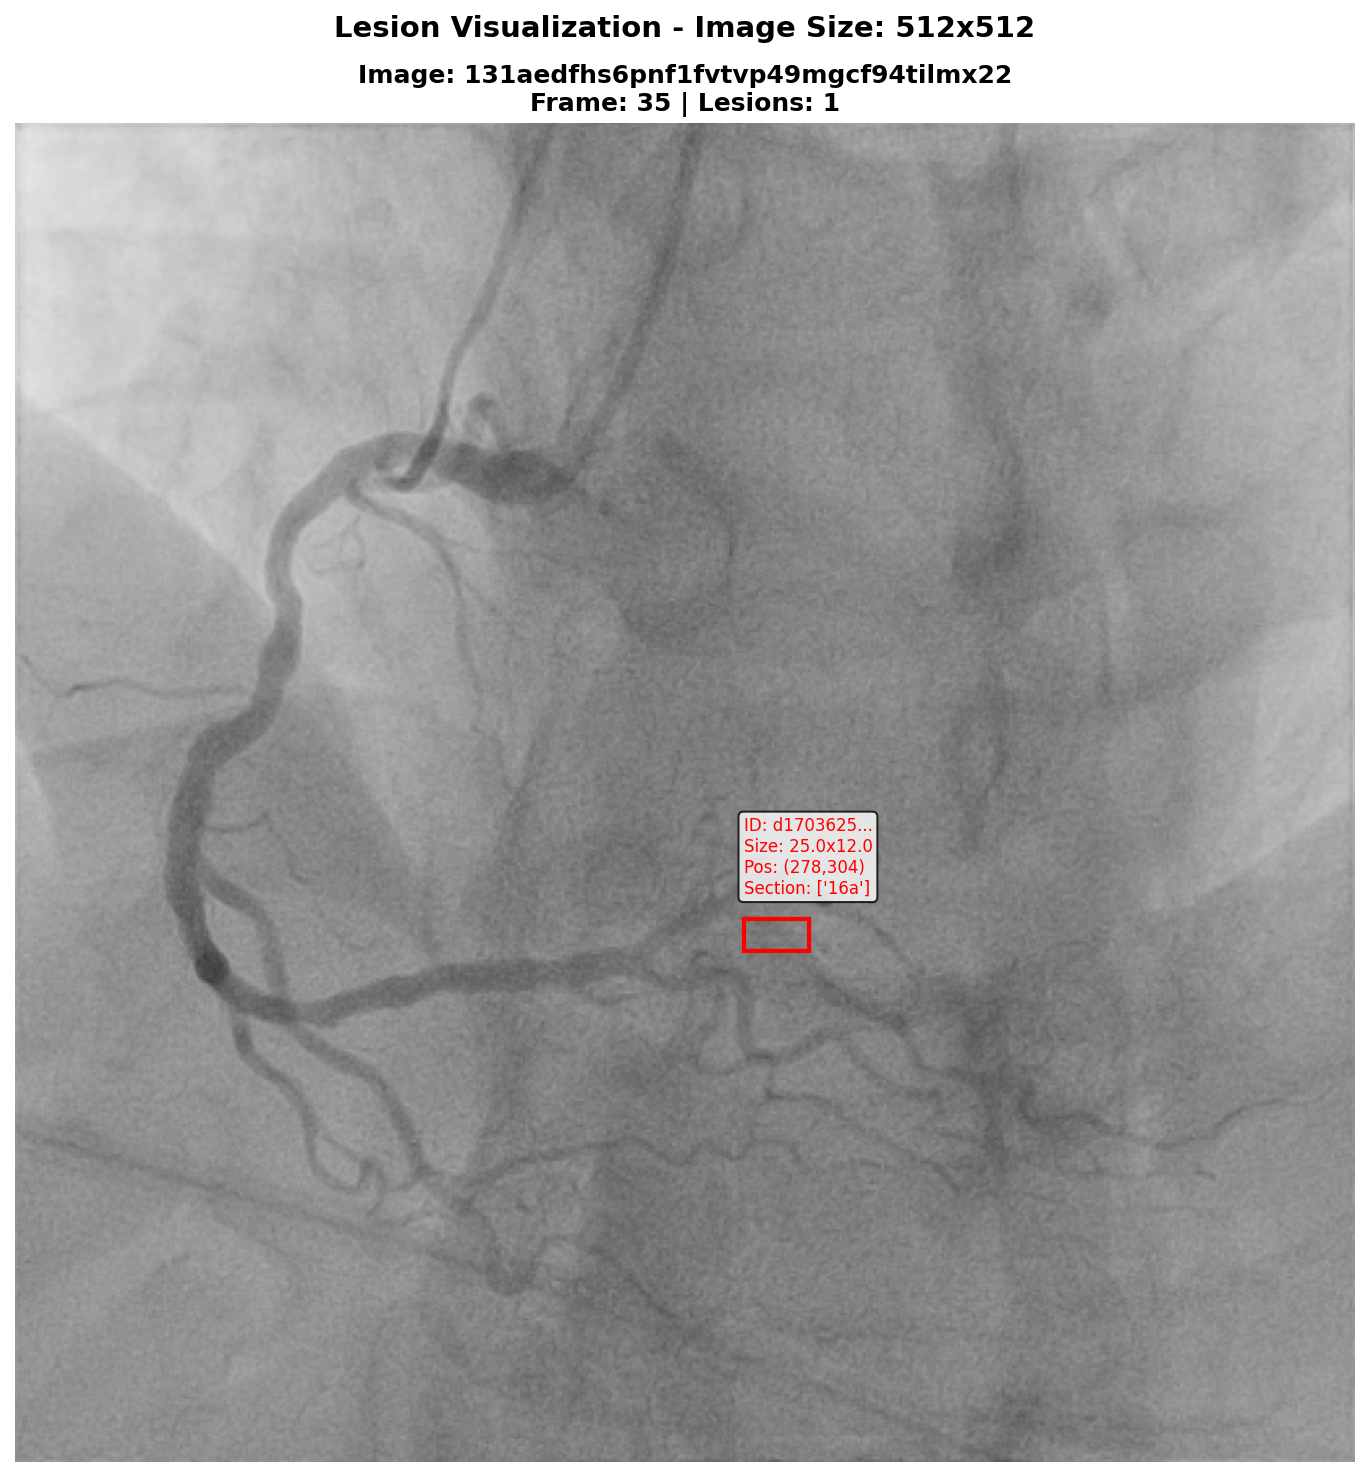 Lesion Visualization - Image Size: 512x512
Image: 131aedfhs6pnf1fvtvp49mgcf94tilmx22
Frame: 35 | Lesions: 1
ID: d1703625...
Size: 25.0x12.0
Pos: (278,304)
Section: ['16a']